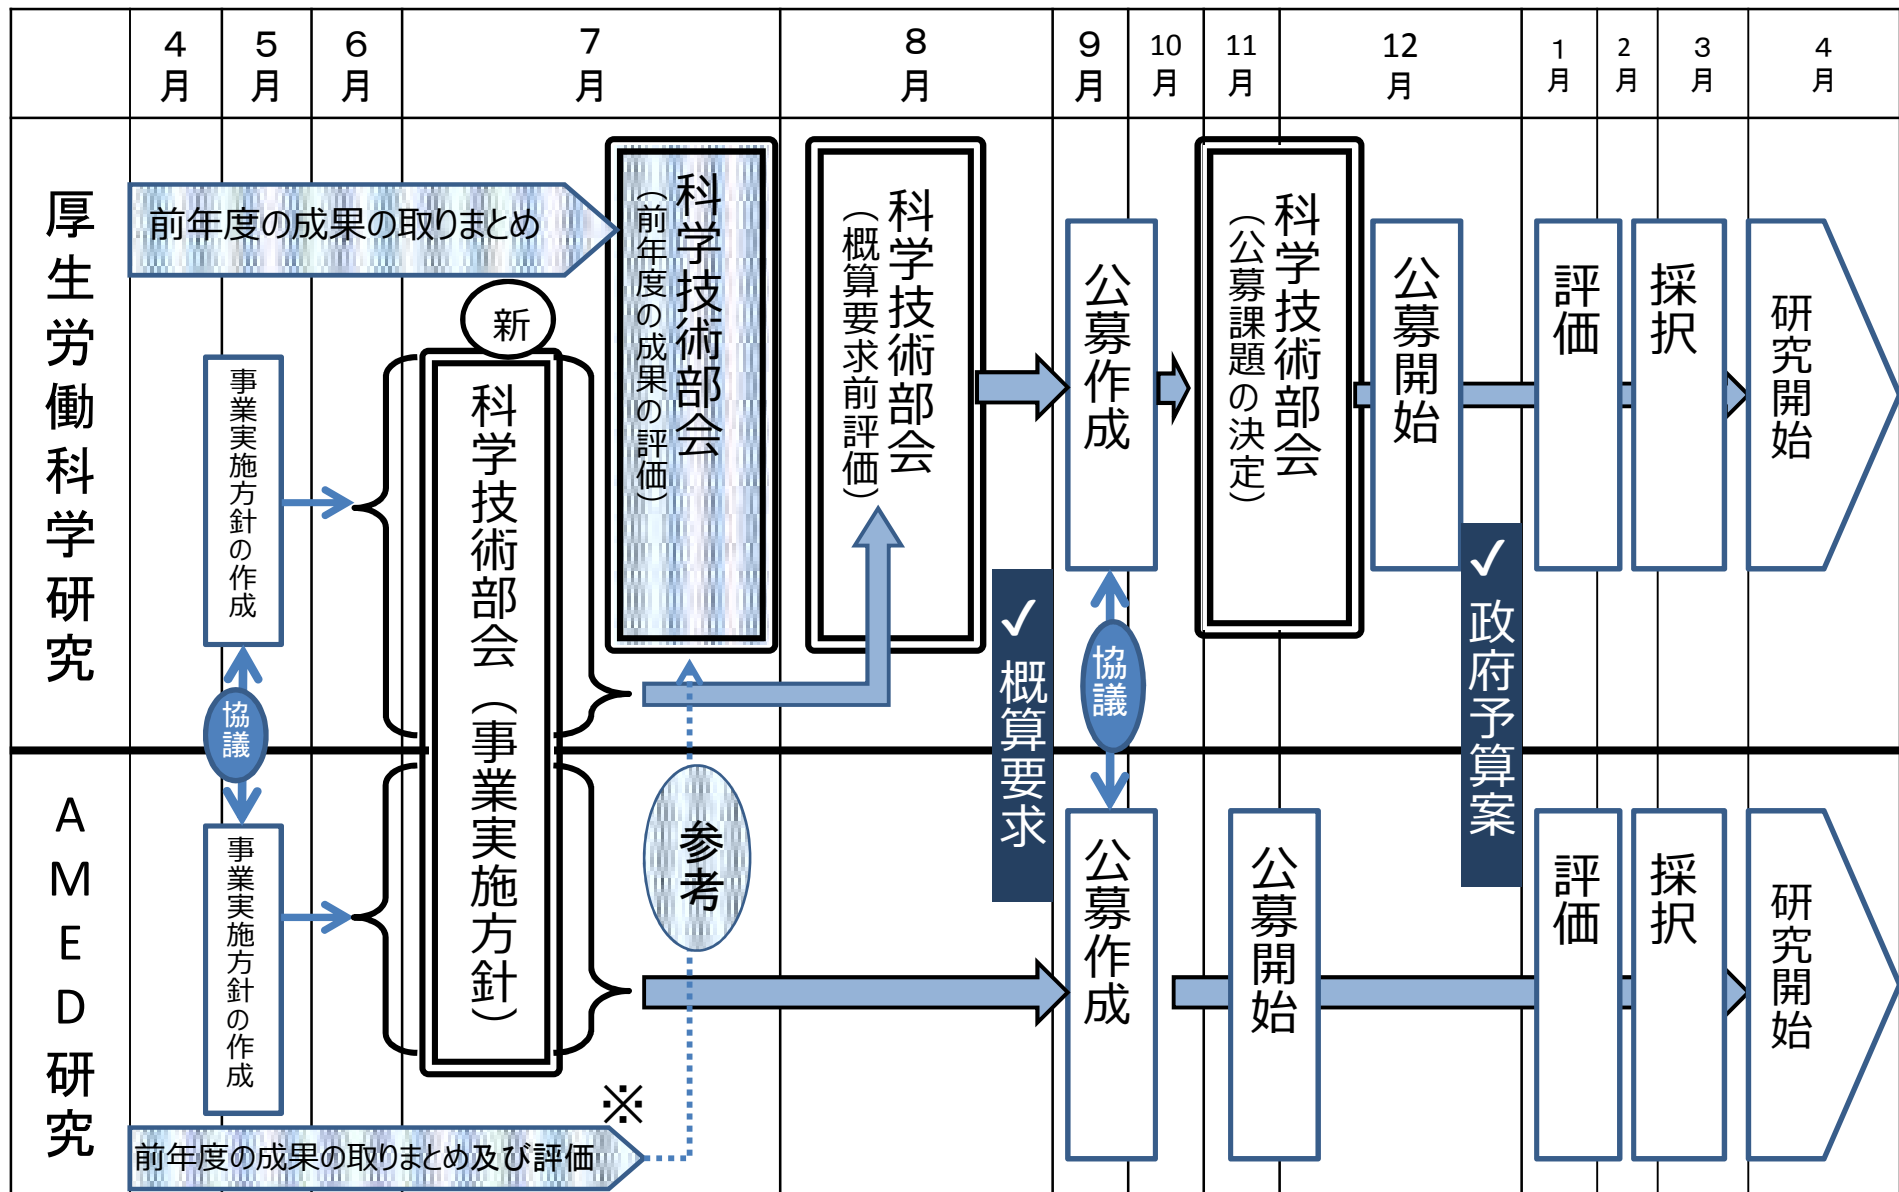 4月
5月
6月
7月
8月
9月
10月
11月
12月
1月
2月
3月
4月
厚生労働科学研究
前年度の成果の取りまとめ
事業実施方針の作成
協議
新
科学技術部会（事業実施方針）
科学技術部会
（前年度の成果の評価）
科学技術部会
（概算要求前評価）
✓概算要求
公募作成
協議
科学技術部会
（公募課題の決定）
公募開始
✓政府予算案
評価
採択
研究開始
AMED研究
事業実施方針の作成
前年度の成果の取りまとめ及び評価
※
参考
公募作成
公募開始
評価
採択
研究開始